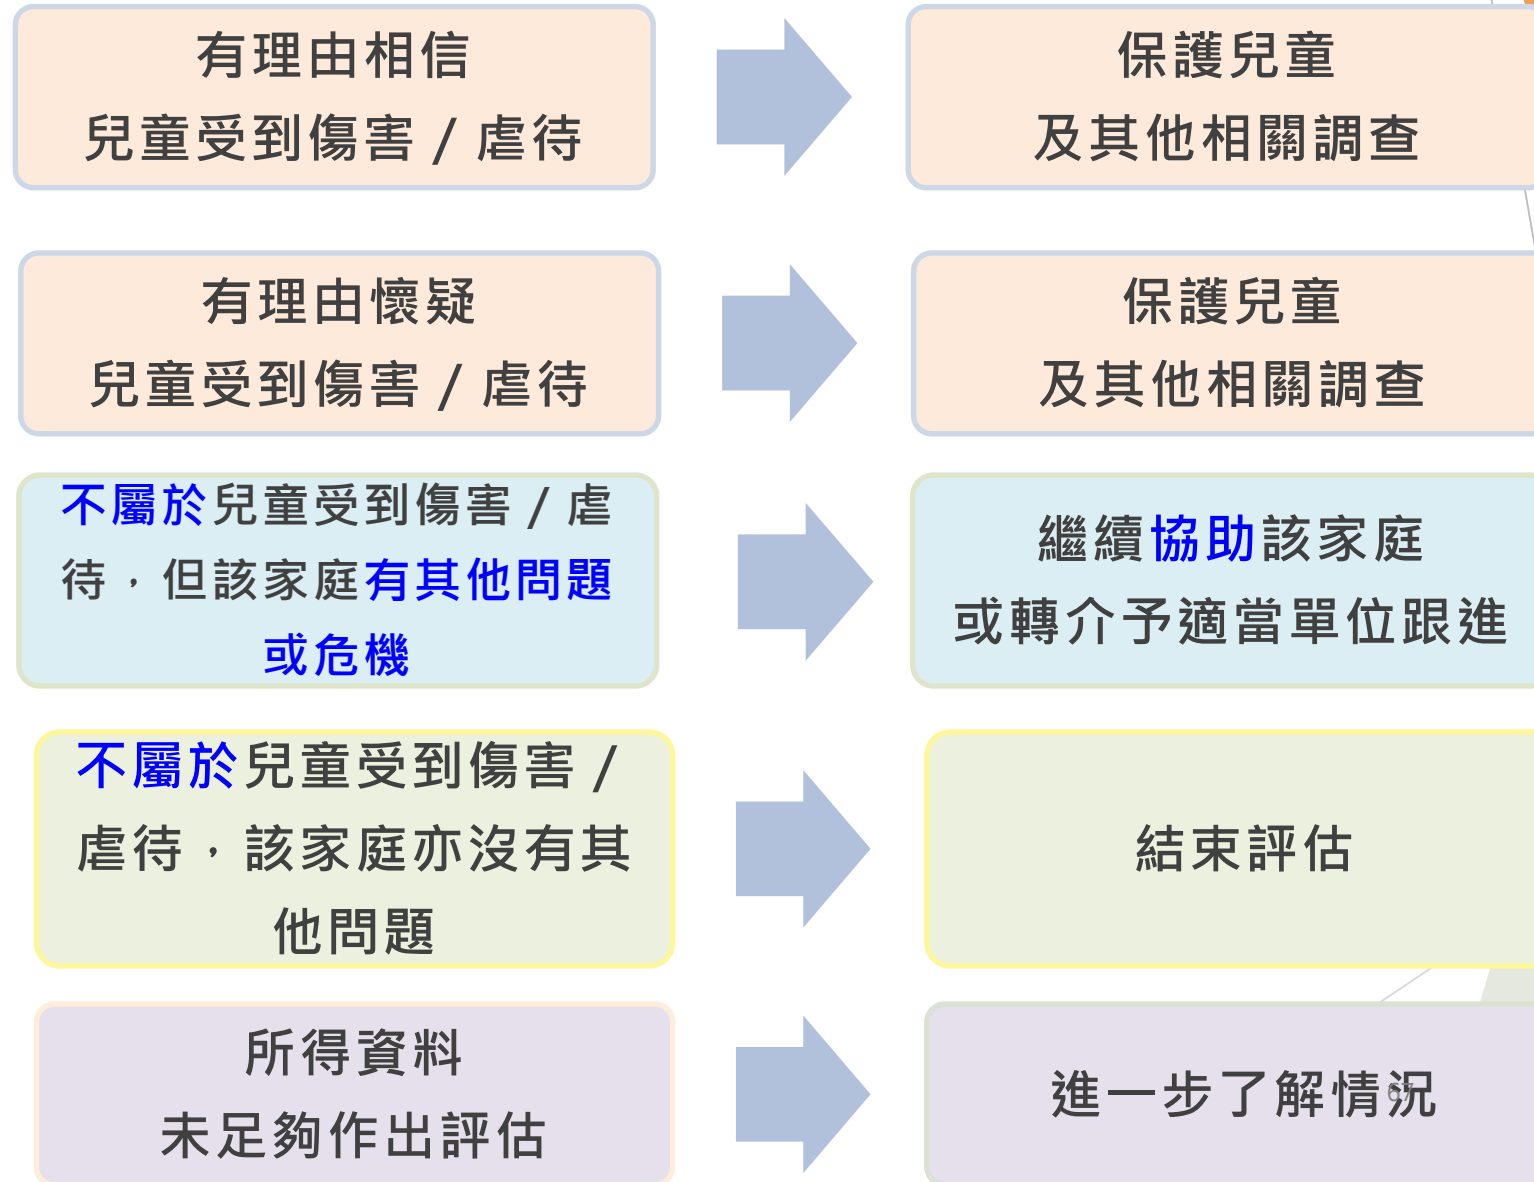 有理由相信
兒童受到傷害 / 虐待
保護兒童
及其他相關調查
有理由懷疑
兒童受到傷害 / 虐待
保護兒童
及其他相關調查
不屬於兒童受到傷害 / 虐
待，但該家庭有其他問題
或危機
繼續協助該家庭
或轉介予適當單位跟進
不屬於兒童受到傷害 /
虐待，該家庭亦沒有其
他問題
結束評估
所得資料
未足夠作出評估
進一步了解情況
67